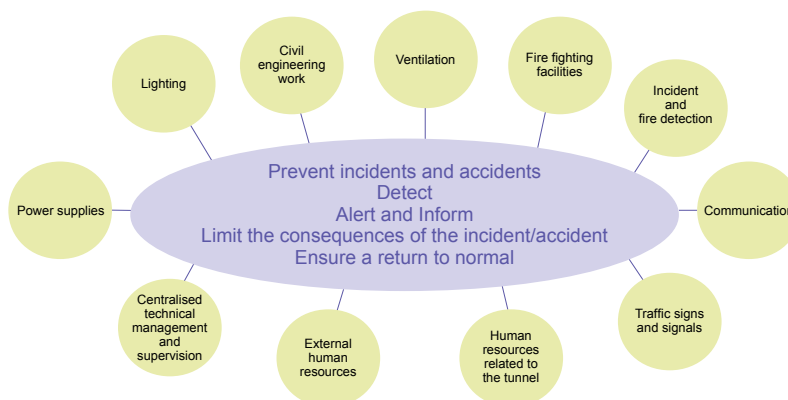 Civil
engineering
work
Ventilation
Fire fighting
facilities
Lighting
Incident
and
fire detection
Prevent incidents and accidents
Detect
Alert and Inform
Limit the consequences of the incident/accident
Ensure a return to normal
Power supplies
Communication
Centralised
technical
management
and
supervision
External
human
resources
Human
resources
related to
the tunnel
Traffic signs
and signals